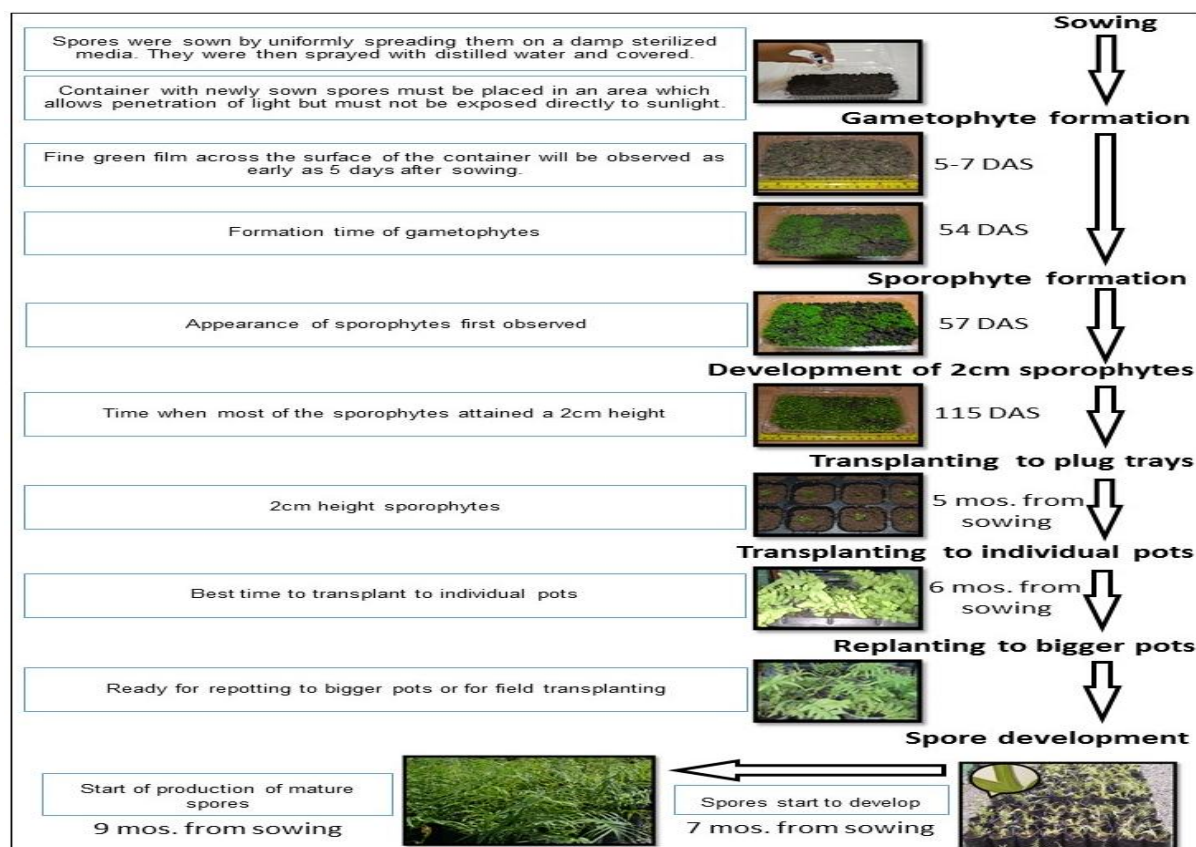 Sowing
Spores were sown by uniformly spreading them on a damp sterilized
media. They were then sprayed with distilled water and covered.
Container with newly sown spores must be placed in an area which
allows penetration of light but must not be exposed directly to sunlight.
Gametophyte formation
Fine green film across the surface of the container will be observed as
early as 5 days after sowing.
5-7 DAS
Formation time of gametophytes
54 DAS
Sporophyte formation
Appearance of sporophytes first observed
57 DAS
Development of 2cm sporophytes
Time when most of the sporophytes attained a 2cm height
115 DAS
Transplanting to plug trays
2cm height sporophytes
5 mos. from
sowing
Transplanting to individual pots
Best time to transplant to individual pots
6 mos. from
sowing
Replanting to bigger pots
Ready for repotting to bigger pots or for field transplanting
Spore development
Start of production of mature
spores
9 mos. from sowing
Spores start to develop
7 mos. from sowing